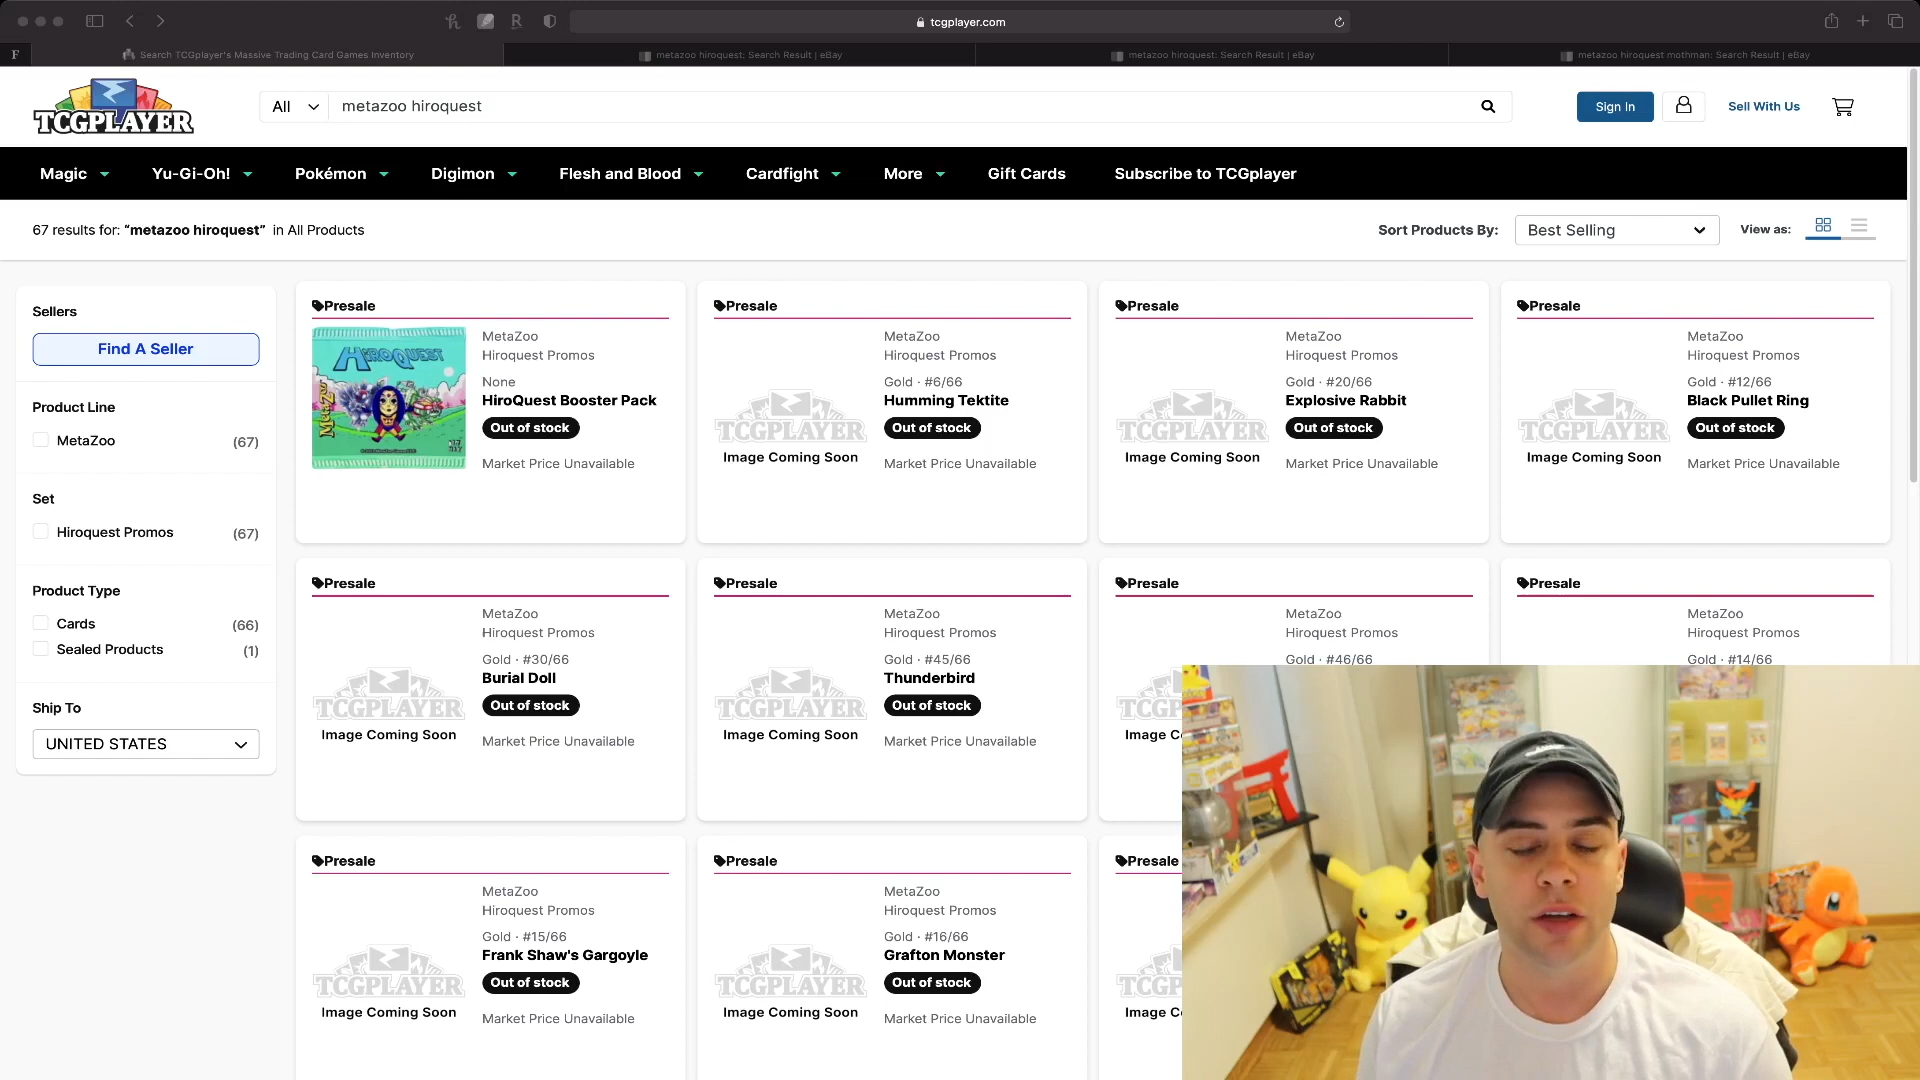 tcgplayer.com
F
Search TCGplayer's Massive Trading Card Games Inventory
metazoo hiroquest: Search Result | eBay
metazoo hiroquest: Search Result | eBay
metazoo hiroquest mothman: Search Result | eBay
TCGPLAYER
All
metazoo hiroquest
Sign In
Sell With Us
Magic
Yu-Gi-Oh!
Pokémon
Digimon
Flesh and Blood
Cardfight
More
Gift Cards
Subscribe to TCGplayer
67 results for: “metazoo hiroquest” in All Products
Sort Products By:
Best Selling
View as:
Sellers
Find A Seller
Product Line
MetaZoo (67)
Set
Hiroquest Promos (67)
Product Type
Cards (66)
Sealed Products (1)
Ship To
UNITED STATES
Presale
HIROQUEST
METAZOO
MetaZoo
Hiroquest Promos
None
HiroQuest Booster Pack
Out of stock
Market Price Unavailable
Presale
TCGPLAYER
Image Coming Soon
MetaZoo
Hiroquest Promos
Gold · #6/66
Humming Tektite
Out of stock
Market Price Unavailable
Presale
TCGPLAYER
Image Coming Soon
MetaZoo
Hiroquest Promos
Gold · #20/66
Explosive Rabbit
Out of stock
Market Price Unavailable
Presale
TCGPLAYER
Image Coming Soon
MetaZoo
Hiroquest Promos
Gold · #12/66
Black Pullet Ring
Out of stock
Market Price Unavailable
Presale
TCGPLAYER
Image Coming Soon
MetaZoo
Hiroquest Promos
Gold · #30/66
Burial Doll
Out of stock
Market Price Unavailable
Presale
TCGPLAYER
Image Coming Soon
MetaZoo
Hiroquest Promos
Gold · #45/66
Thunderbird
Out of stock
Market Price Unavailable
Presale
MetaZoo
Hiroquest Promos
Gold · #46/66
TCG
Image C
Presale
MetaZoo
Hiroquest Promos
Gold · #14/66
Presale
TCGPLAYER
Image Coming Soon
MetaZoo
Hiroquest Promos
Gold · #15/66
Frank Shaw's Gargoyle
Out of stock
Market Price Unavailable
Presale
TCGPLAYER
Image Coming Soon
MetaZoo
Hiroquest Promos
Gold · #16/66
Grafton Monster
Out of stock
Market Price Unavailable
Presale
TCG
Image C